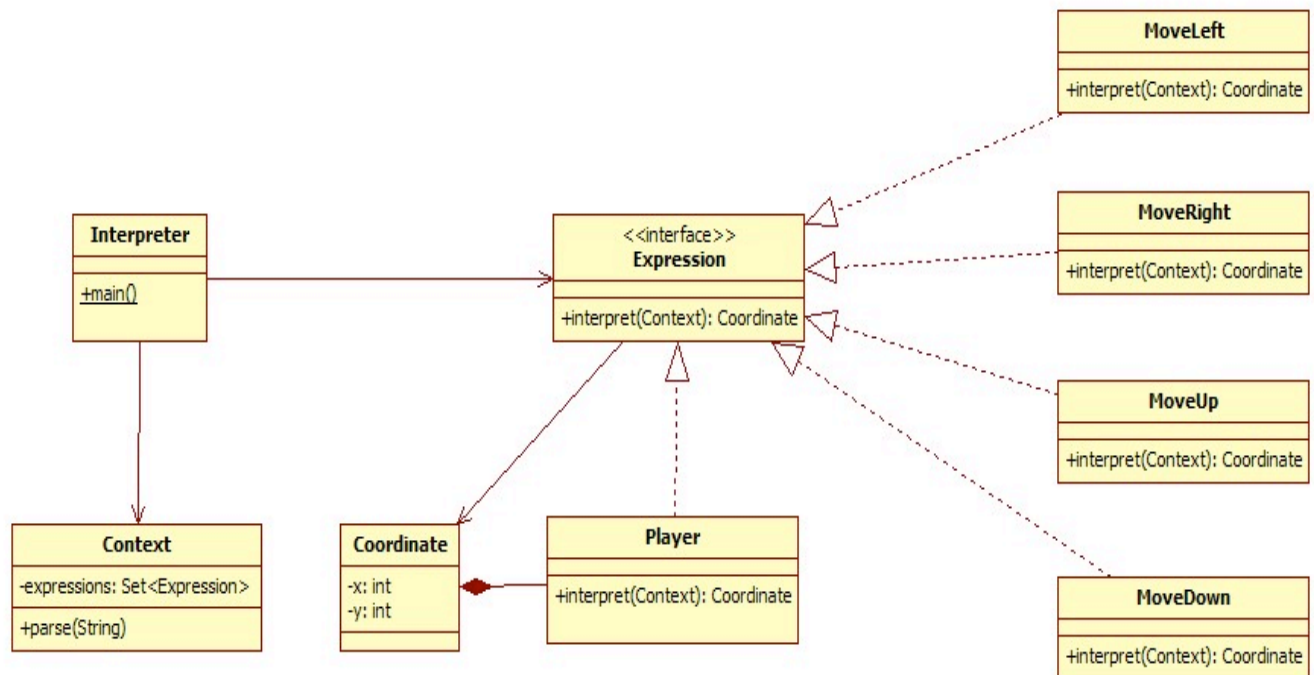 MoveLeft
+interpret(Context): Coordinate
MoveRight
+interpret(Context): Coordinate
Interpreter
+main()
<<interface>>
Expression
+interpret(Context): Coordinate
MoveUp
+interpret(Context): Coordinate
Context
-expressions: Set<Expression>
+parse(String)
Coordinate
-x: int
-y: int
Player
+interpret(Context): Coordinate
MoveDown
+interpret(Context): Coordinate